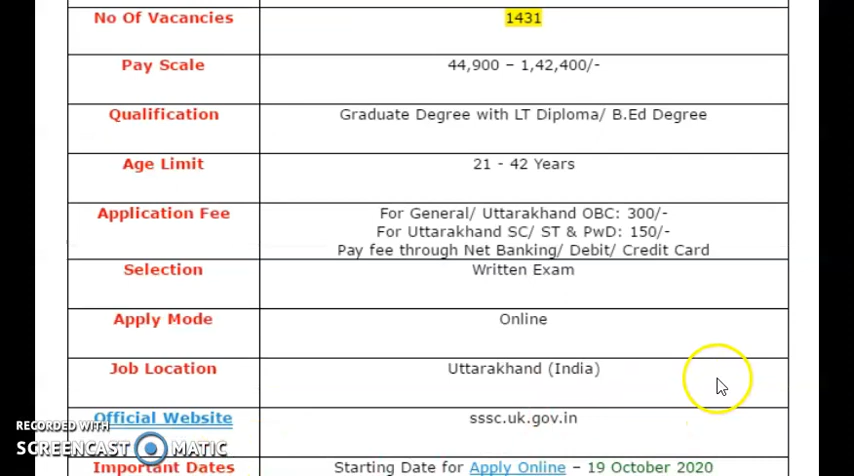 No Of Vacancies 1431
Pay Scale 44,900 – 1,42,400/-
Qualification Graduate Degree with LT Diploma/ B.Ed Degree
Age Limit 21 - 42 Years
Application Fee For General/ Uttarakhand OBC: 300/-
For Uttarakhand SC/ ST & PwD: 150/-
Pay fee through Net Banking/ Debit/ Credit Card
Selection Written Exam
Apply Mode Online
Job Location Uttarakhand (India)
Official Website sssc.uk.gov.in
RECORDED WITH
SCREENCAST MATIC
Important Dates Starting Date for Apply Online – 19 October 2020